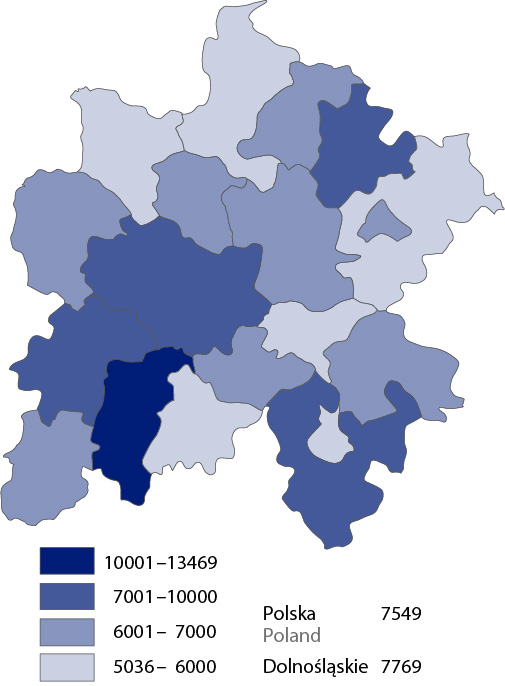 10001–13469
7001–10000
6001– 7000
5036– 6000
Polska 7549
Poland
Dolnośląskie 7769